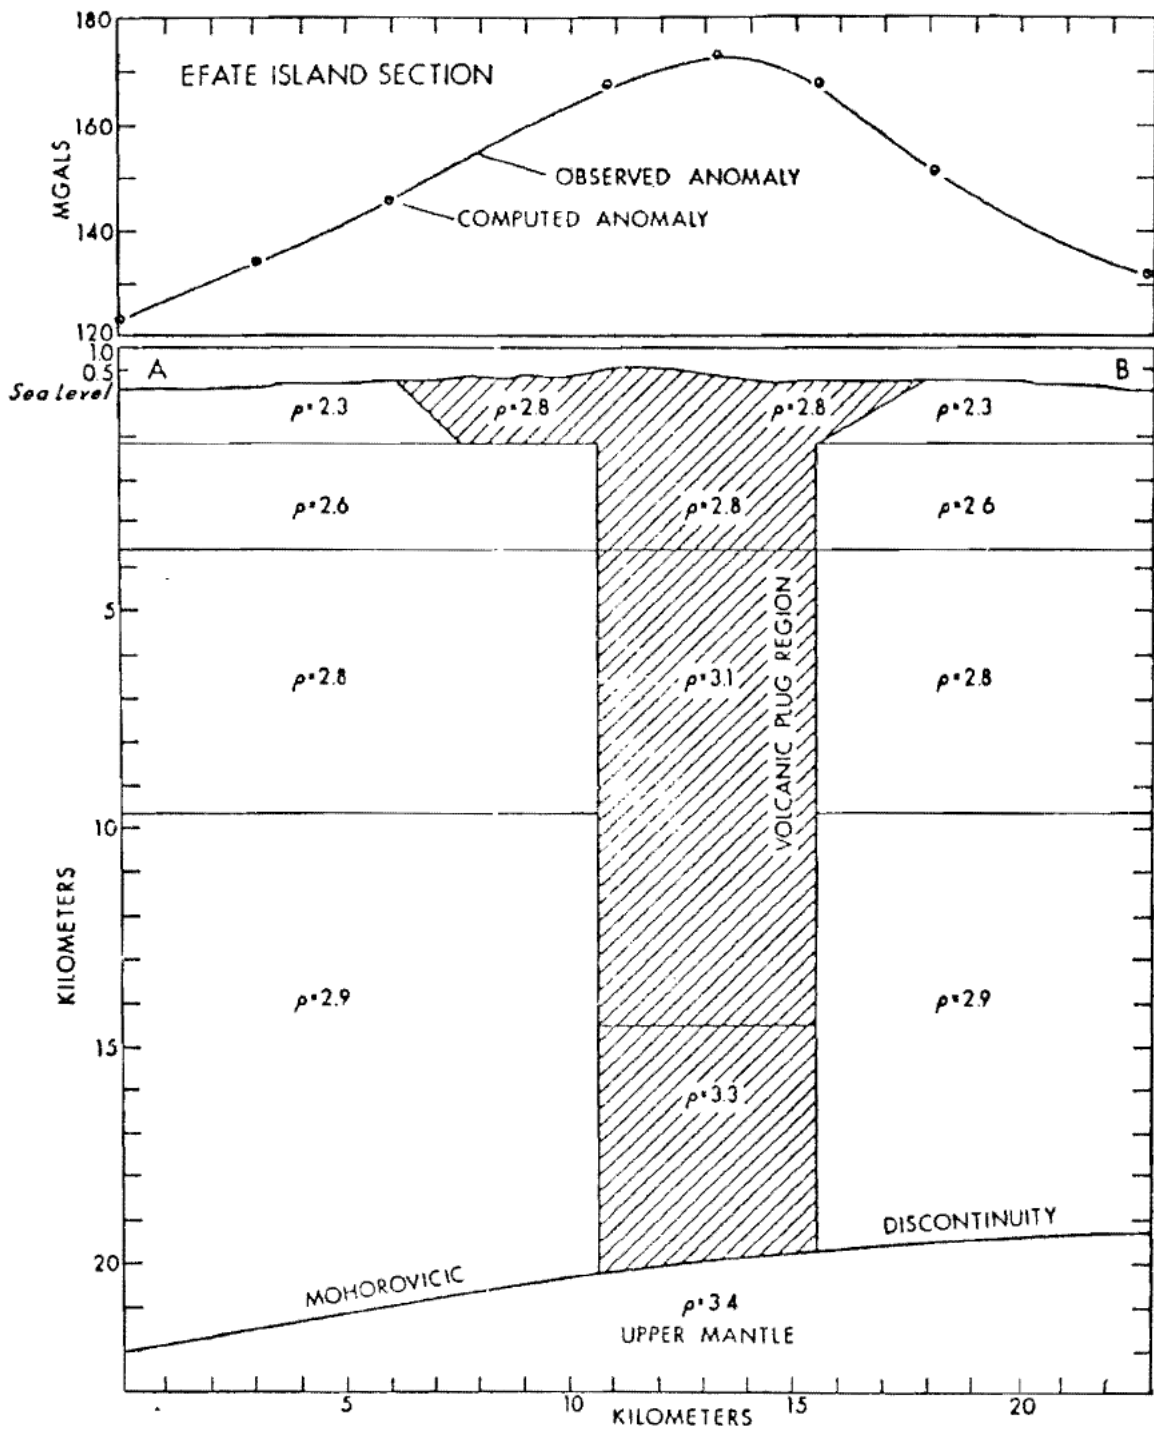 180
EFATE ISLAND SECTION
160
MGALS
OBSERVED ANOMALY
COMPUTED ANOMALY
140
120
1.0
0.5
Sea Level
A
B
ρ=2.3
ρ=2.8
ρ=2.8
ρ=2.3
ρ=2.6
ρ=2.8
ρ=2.6
5
ρ=2.8
ρ=3.1
VOLCANIC PLUG REGION
ρ=2.8
10
KILOMETERS
ρ=2.9
ρ=2.9
15
ρ=3.3
DISCONTINUITY
20
MOHOROVICIC
ρ=3.4
UPPER MANTLE
5
10
15
20
KILOMETERS